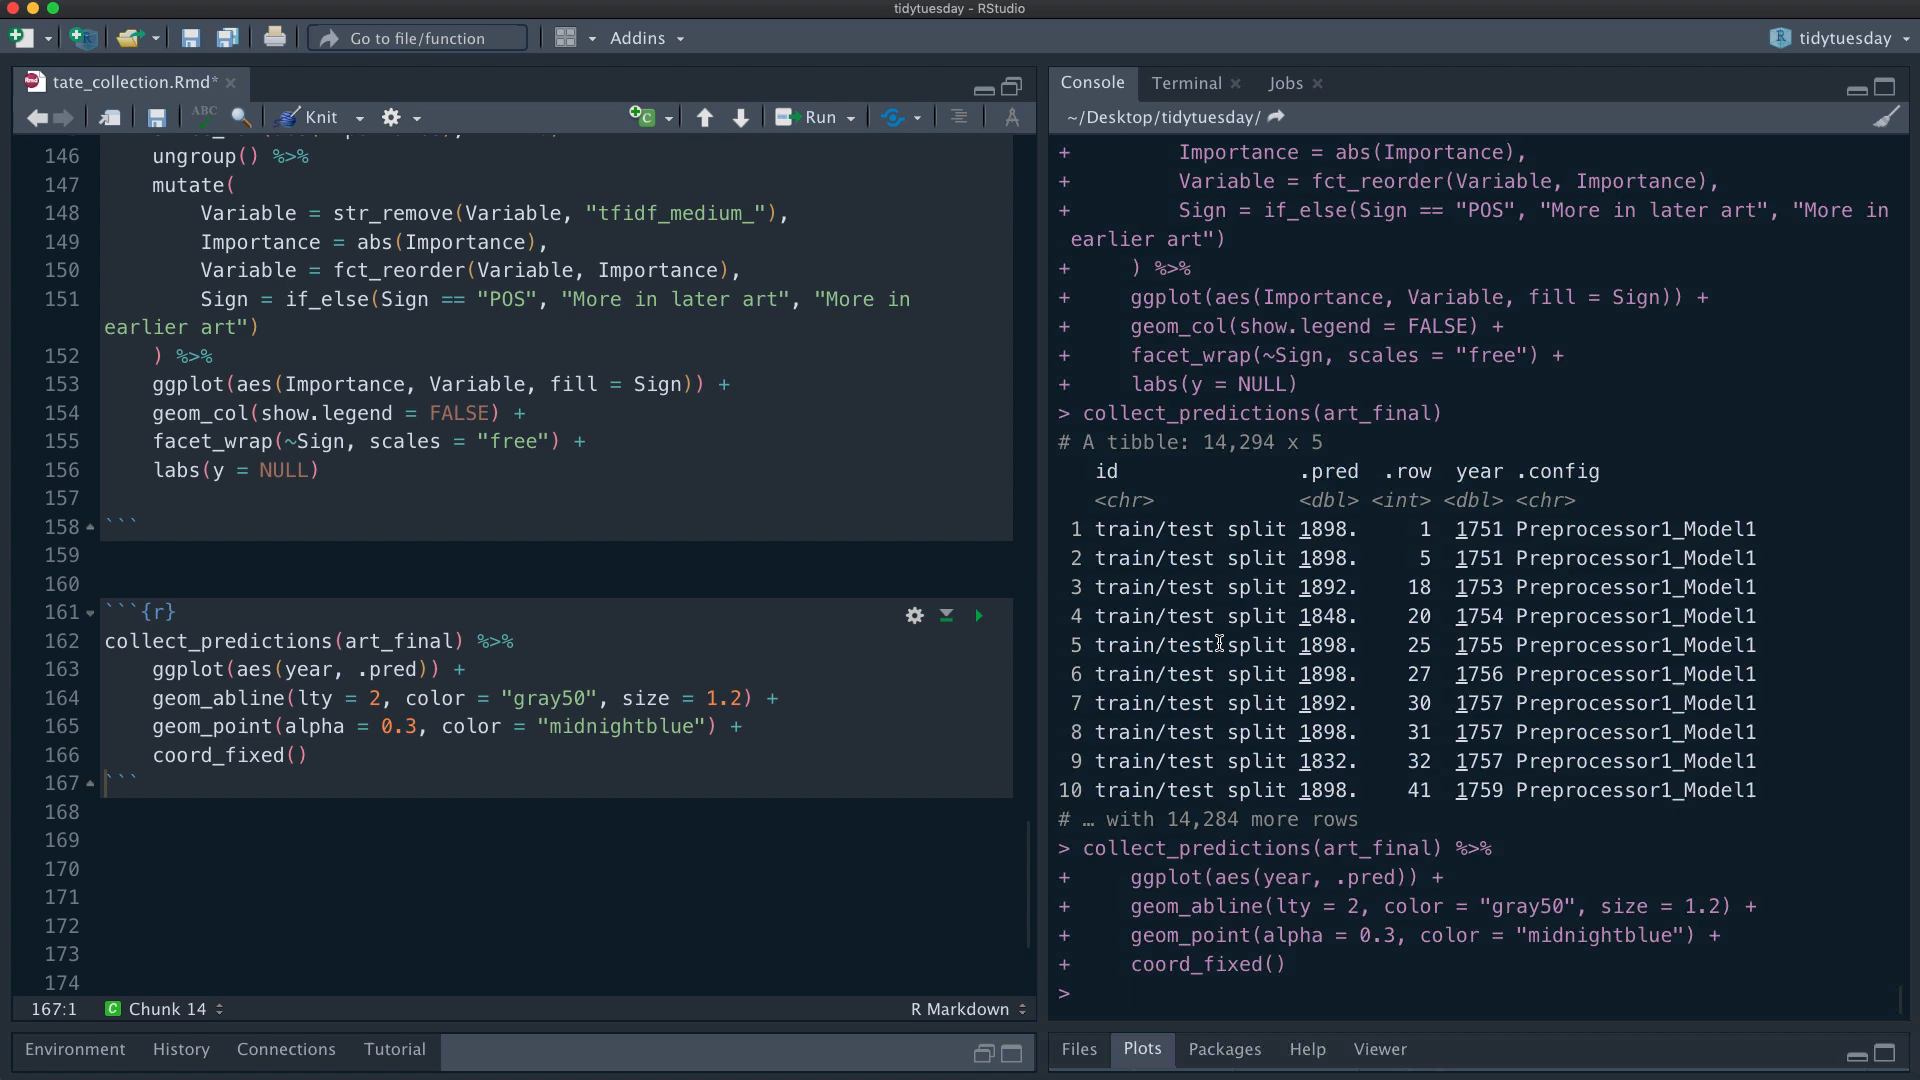 tidytuesday - RStudio
Go to file/function
Addins
tidytuesday
tate_collection.Rmd*
ABC
Knit
Run
146 ungroup() %>%
147 mutate(
148 Variable = str_remove(Variable, "tfidf_medium_"),
149 Importance = abs(Importance),
150 Variable = fct_reorder(Variable, Importance),
151 Sign = if_else(Sign == "POS", "More in later art", "More in
earlier art")
152 ) %>%
153 ggplot(aes(Importance, Variable, fill = Sign)) +
154 geom_col(show.legend = FALSE) +
155 facet_wrap(~Sign, scales = "free") +
156 labs(y = NULL)
157
158 ```
159
160
161 ```{r}
162 collect_predictions(art_final) %>%
163 ggplot(aes(year, .pred)) +
164 geom_abline(lty = 2, color = "gray50", size = 1.2) +
165 geom_point(alpha = 0.3, color = "midnightblue") +
166 coord_fixed()
167 ```
168
169
170
171
172
173
174
167:1 C Chunk 14
R Markdown
Environment History Connections Tutorial
Console Terminal Jobs
~/Desktop/tidytuesday/
+ Importance = abs(Importance),
+ Variable = fct_reorder(Variable, Importance),
+ Sign = if_else(Sign == "POS", "More in later art", "More in
earlier art")
+ ) %>%
+ ggplot(aes(Importance, Variable, fill = Sign)) +
+ geom_col(show.legend = FALSE) +
+ facet_wrap(~Sign, scales = "free") +
+ labs(y = NULL)
> collect_predictions(art_final)
# A tibble: 14,294 x 5
id .pred .row year .config
<chr> <dbl> <int> <dbl> <chr>
1 train/test split 1898. 1 1751 Preprocessor1_Model1
2 train/test split 1898. 5 1751 Preprocessor1_Model1
3 train/test split 1892. 18 1753 Preprocessor1_Model1
4 train/test split 1848. 20 1754 Preprocessor1_Model1
5 train/test split 1898. 25 1755 Preprocessor1_Model1
6 train/test split 1898. 27 1756 Preprocessor1_Model1
7 train/test split 1892. 30 1757 Preprocessor1_Model1
8 train/test split 1898. 31 1757 Preprocessor1_Model1
9 train/test split 1832. 32 1757 Preprocessor1_Model1
10 train/test split 1898. 41 1759 Preprocessor1_Model1
# … with 14,284 more rows
> collect_predictions(art_final) %>%
+ ggplot(aes(year, .pred)) +
+ geom_abline(lty = 2, color = "gray50", size = 1.2) +
+ geom_point(alpha = 0.3, color = "midnightblue") +
+ coord_fixed()
>
Files Plots Packages Help Viewer